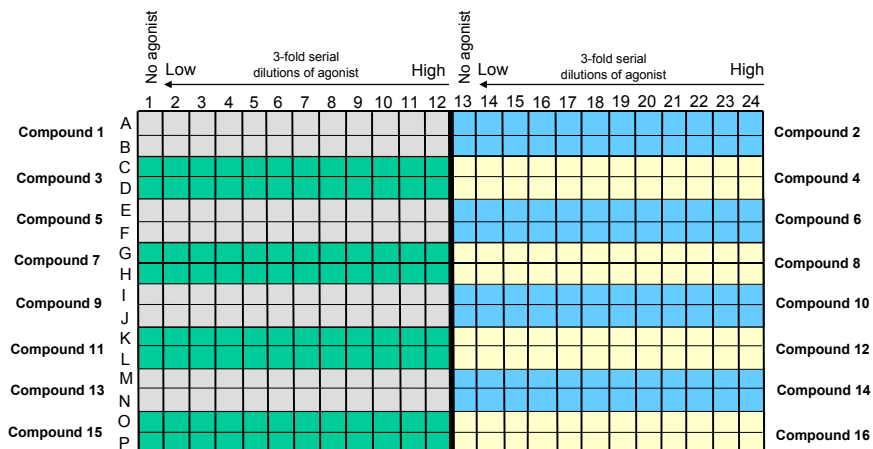 No agonist
3-fold serial
dilutions of agonist
Low
High
No agonist
3-fold serial
dilutions of agonist
Low
High
1 2 3 4 5 6 7 8 9 10 11 12 13 14 15 16 17 18 19 20 21 22 23 24
Compound 1 A Compound 2
B
Compound 3 C Compound 4
D
Compound 5 E Compound 6
F
Compound 7 G Compound 8
H
Compound 9 I Compound 10
J
Compound 11 K Compound 12
L
Compound 13 M Compound 14
N
Compound 15 O Compound 16
P